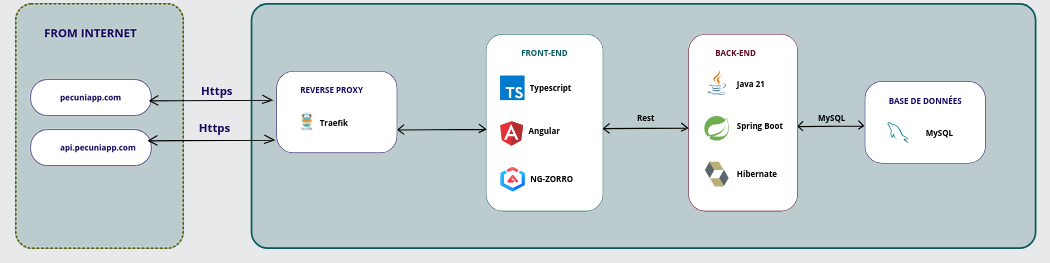 FROM INTERNET
pecuniapp.com
api.pecuniapp.com
Https
Https
REVERSE PROXY
Traefik
FRONT-END
TS
Typescript
Angular
NG-ZORRO
Rest
BACK-END
Java 21
Spring Boot
Hibernate
MySQL
BASE DE DONNÉES
MySQL